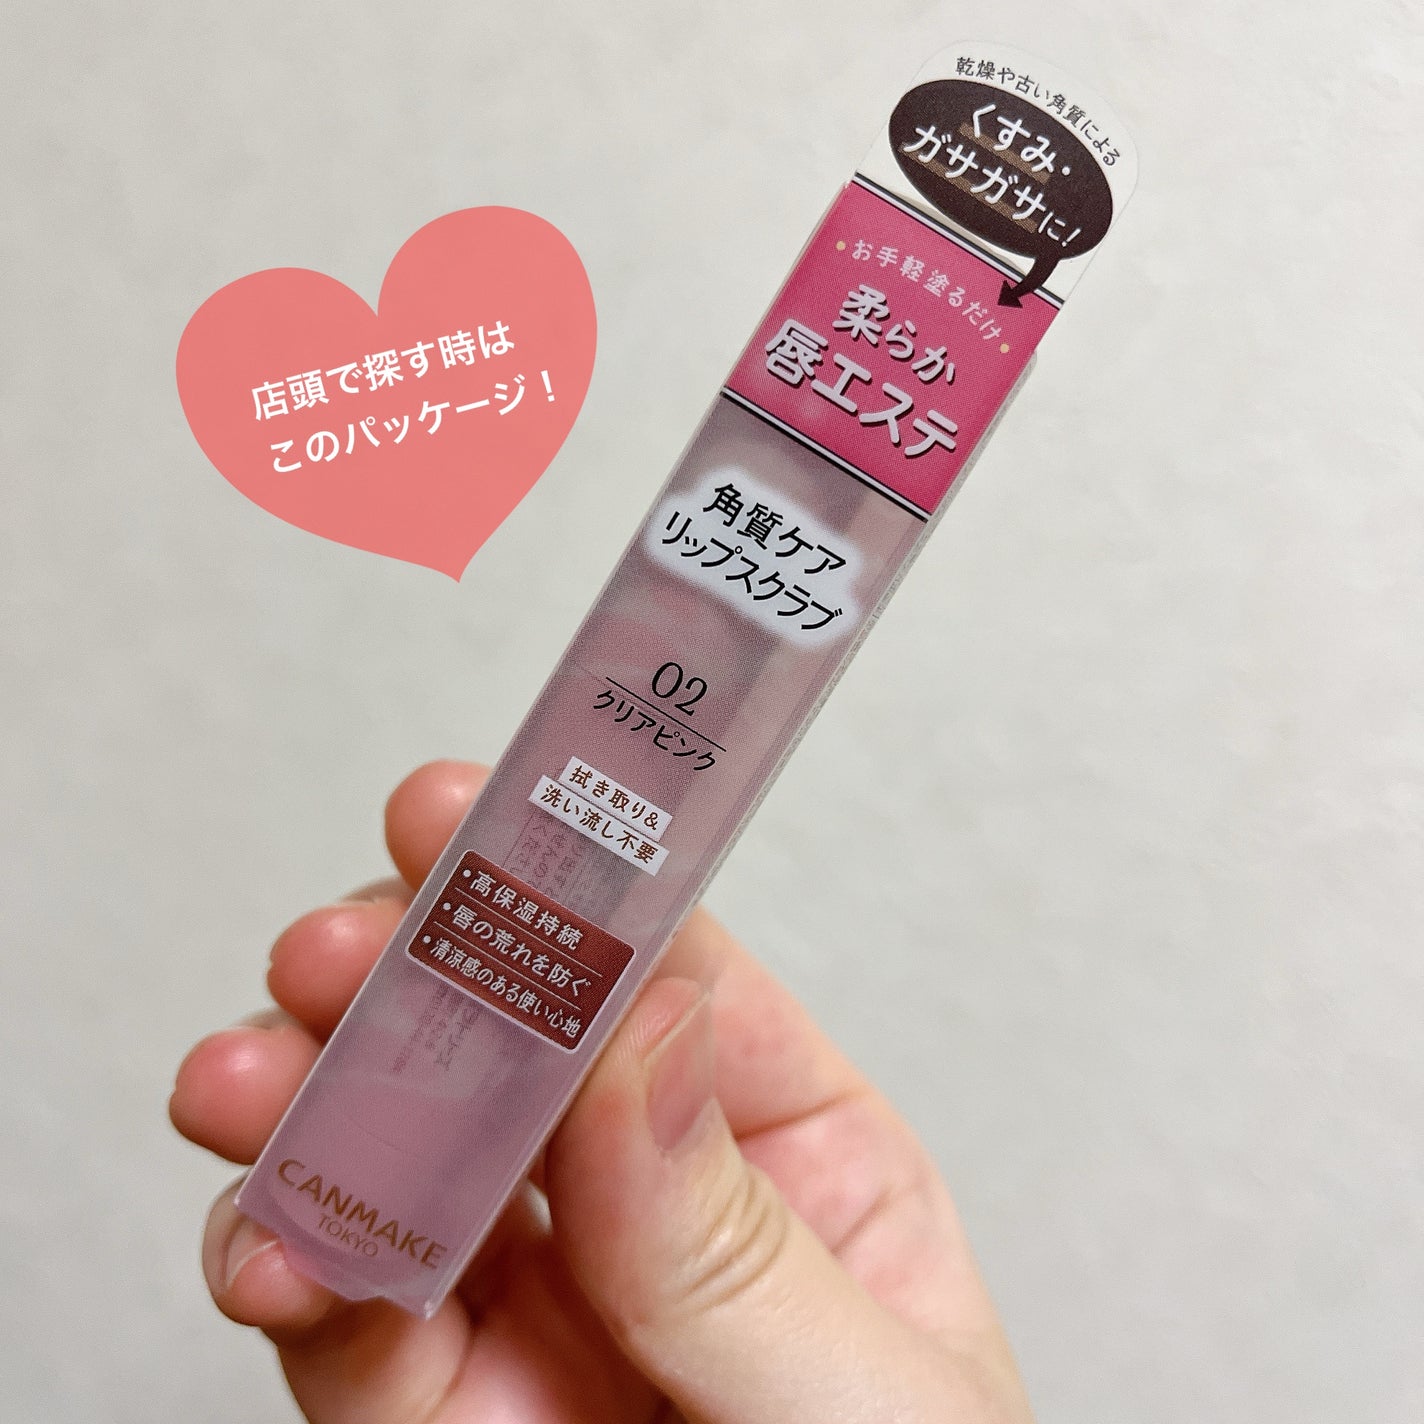 店頭で探す時は
このパッケージ！
乾燥や古い角質による
くすみ・
ガサガサに!
・お手軽塗るだけ・
柔らか
唇エステ
角質ケア
リップスクラブ
02
クリアピンク
拭き取り&
洗い流し不要
・高保湿持続
・唇の荒れを防ぐ
・清涼感のある使い心地
CANMAKE
TOKYO